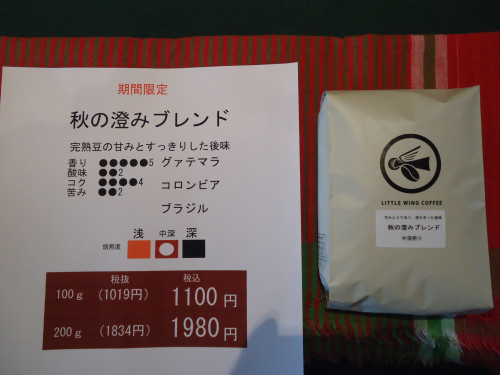 期間限定
秋の澄みブレンド
完熟豆の甘みとすっきりした後味
香り ●●●●●5 グァテマラ
酸味 ●●2
コク ●●●●4 コロンビア
苦み ●●2
ブラジル
焙煎度 浅 中深 深
税抜 税込
100g (1019円) 1100円
200g (1834円) 1980円
LITTLE WING COFFEE
秋の澄みブレンド
中深煎り